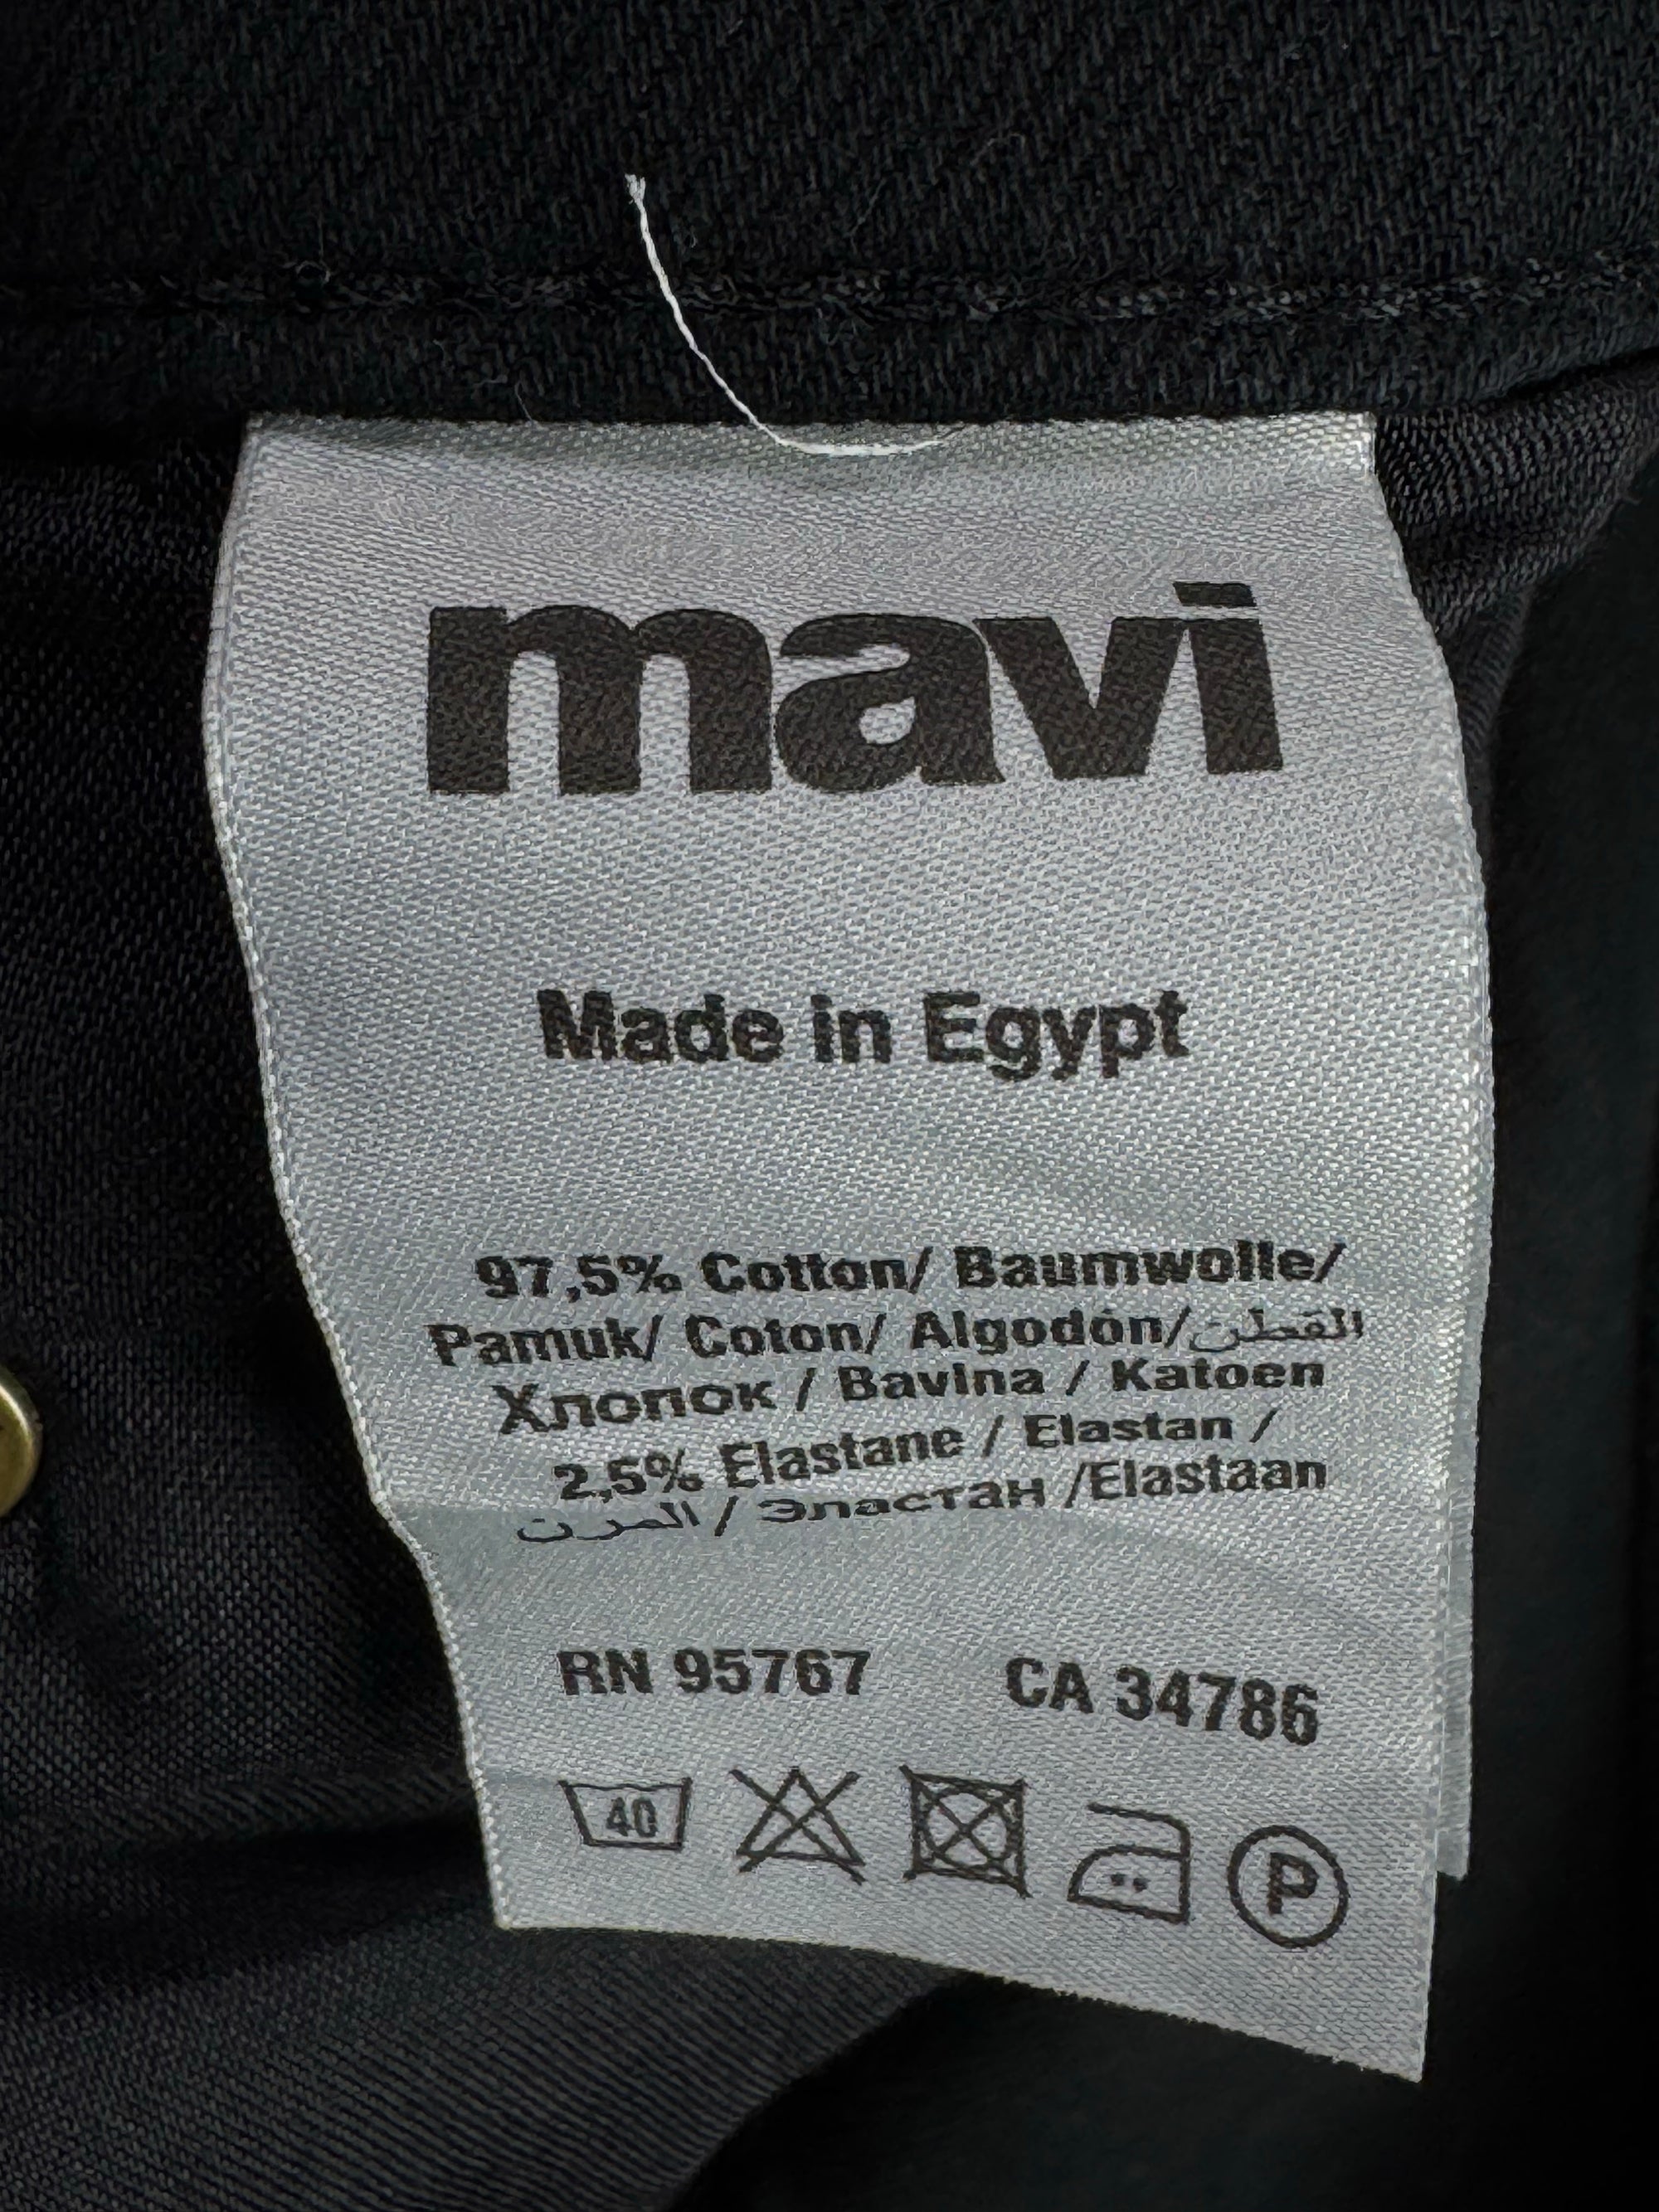 mavi
Made in Egypt
97,5% Cotton/ Baumwolle/
Pamuk/ Coton/ Algodón/القطن
Хлопок / Bavlna / Katoen
2,5% Elastane / Elastan /
المرن / Эластан /Elastaan
RN 95767 CA 34786
40 P